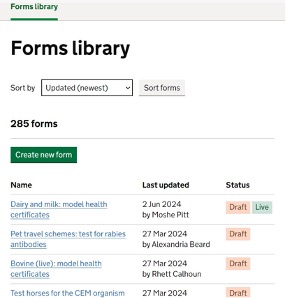 Forms library
Forms library
Sort by Updated (newest) Sort forms
285 forms
Create new form
Name Last updated Status
Dairy and milk: model health 2 Jun 2024 Draft Live
certificates by Moshe Pitt
Pet travel schemes: test for rabies 27 Mar 2024 Draft
antibodies by Alexandria Beard
Bovine (live): model health 27 Mar 2024 Draft
certificates by Rhett Calhoun
Test horses for the CEM organism 27 Mar 2024 Draft